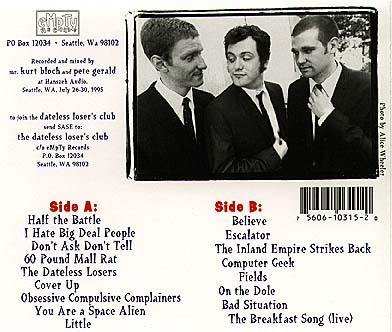 eMpTy
RECORDS
PO Box 12034 • Seattle, WA 98102
Recorded and mixed by
mr. kurt bloch and pete gerald
at Hanszek Audio,
Seattle, WA, July 26-30, 1995
to join the dateless loser's club
send SASE to:
the dateless loser's club
c/o eMpTy Records
P.O. Box 12034
Seattle, WA 98102
Photo by Alice Wheeler
Side A:
Half the Battle
I Hate Big Deal People
Don't Ask Don't Tell
60 Pound Mall Rat
The Dateless Losers
Cover Up
Obsessive Compulsive Complainers
You Are a Space Alien
Little
Side B:
Believe
Escalator
The Inland Empire Strikes Back
Computer Geek
Fields
On the Dole
Bad Situation
The Breakfast Song (live)
7 5606-10315-2 0